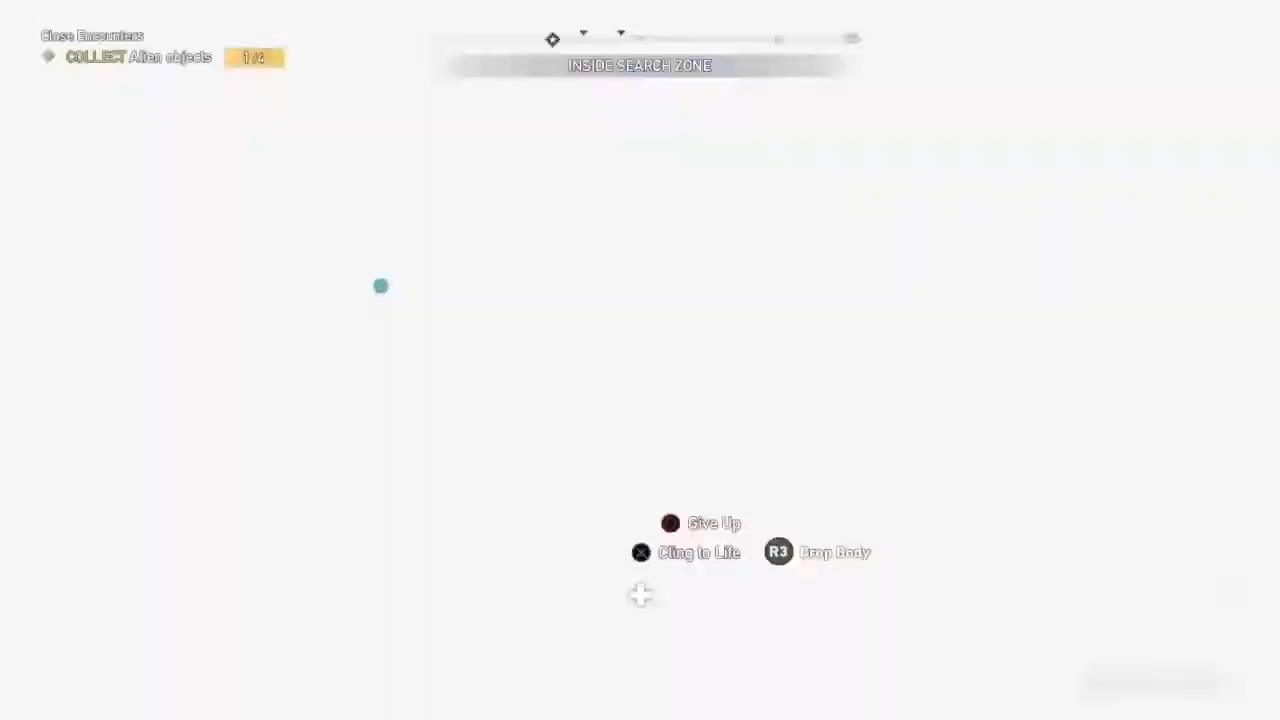 Close Encounters
COLLECT Alien objects 1/4
INSIDE SEARCH ZONE
Give Up
Cling to Life R3 Drop Body